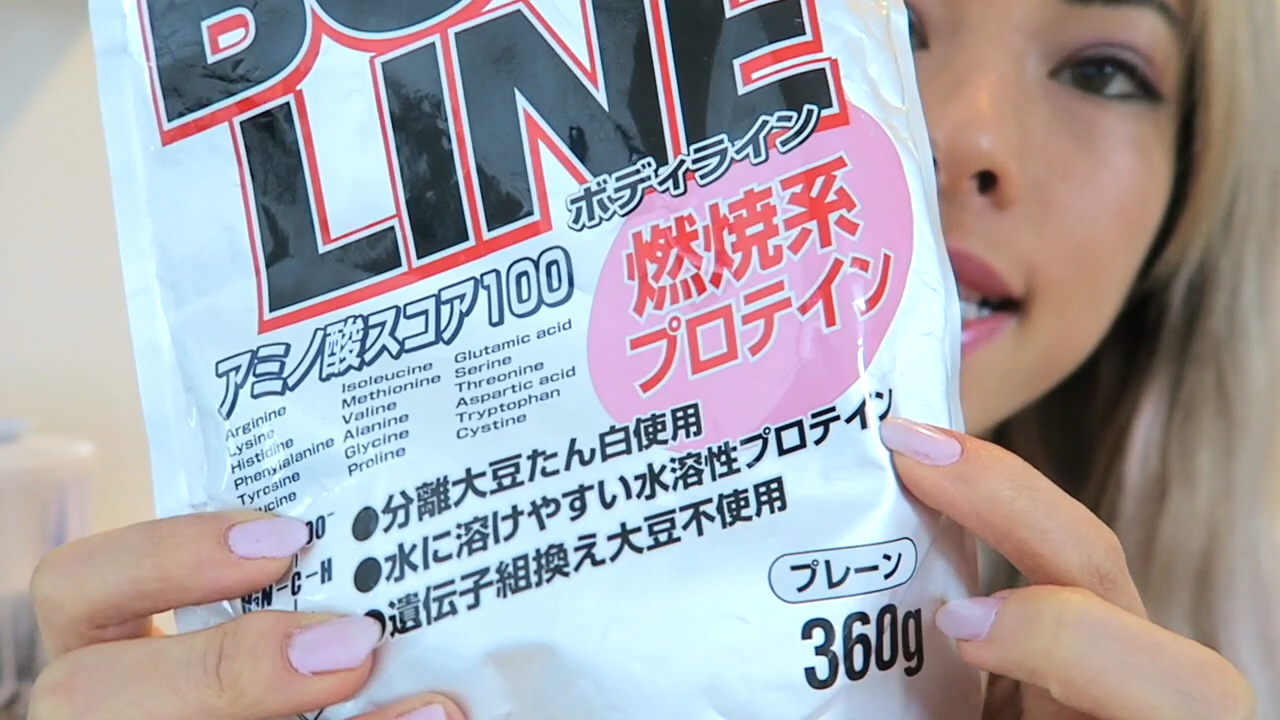 LINE
ボディライン
燃焼系
プロテイン
アミノ酸スコア100
Arginine
Lysine
Histidine
Phenylalanine
Tyrosine
Isoleucine
Methionine
Valine
Alanine
Glycine
Proline
Glutamic acid
Serine
Threonine
Aspartic acid
Tryptophan
Cystine
●分離大豆たん白使用
●水に溶けやすい水溶性プロテイン
●遺伝子組換え大豆不使用
プレーン
360g